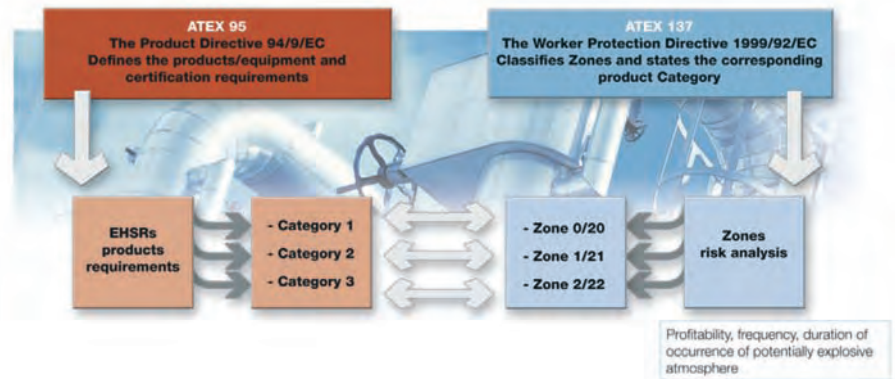 ATEX 95
The Product Directive 94/9/EC
Defines the products/equipment and
certification requirements
ATEX 137
The Worker Protection Directive 1999/92/EC
Classifies Zones and states the corresponding
product Category
EHSRs
products
requirements
- Category 1
- Category 2
- Category 3
- Zone 0/20
- Zone 1/21
- Zone 2/22
Zones
risk analysis
Profitability, frequency, duration of
occurrence of potentially explosive
atmosphere